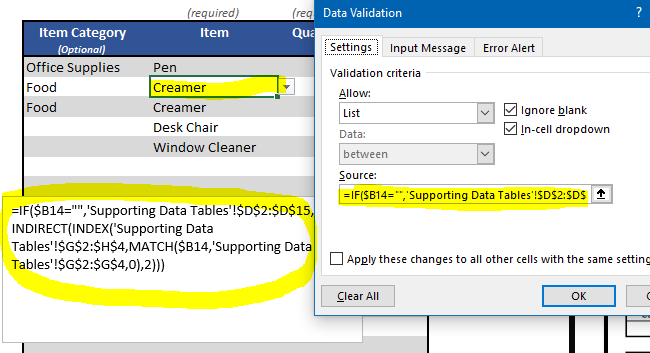 (required)
(req
Item Category
(Optional)
Item
Qua
Office Supplies
Pen
Food
Creamer
Food
Creamer
Desk Chair
Window Cleaner
=IF($B14="",'Supporting Data Tables'!$D$2:$D$15,
INDIRECT(INDEX('Supporting Data
Tables'!$G$2:$H$4,MATCH($B14,'Supporting Data
Tables'!$G$2:$G$4,0),2)))
Data Validation
?
Settings
Input Message
Error Alert
Validation criteria
Allow:
List
Ignore blank
In-cell dropdown
Data:
between
Source:
=IF($B14="",'Supporting Data Tables'!$D$2:$D$
Apply these changes to all other cells with the same setting
Clear All
OK